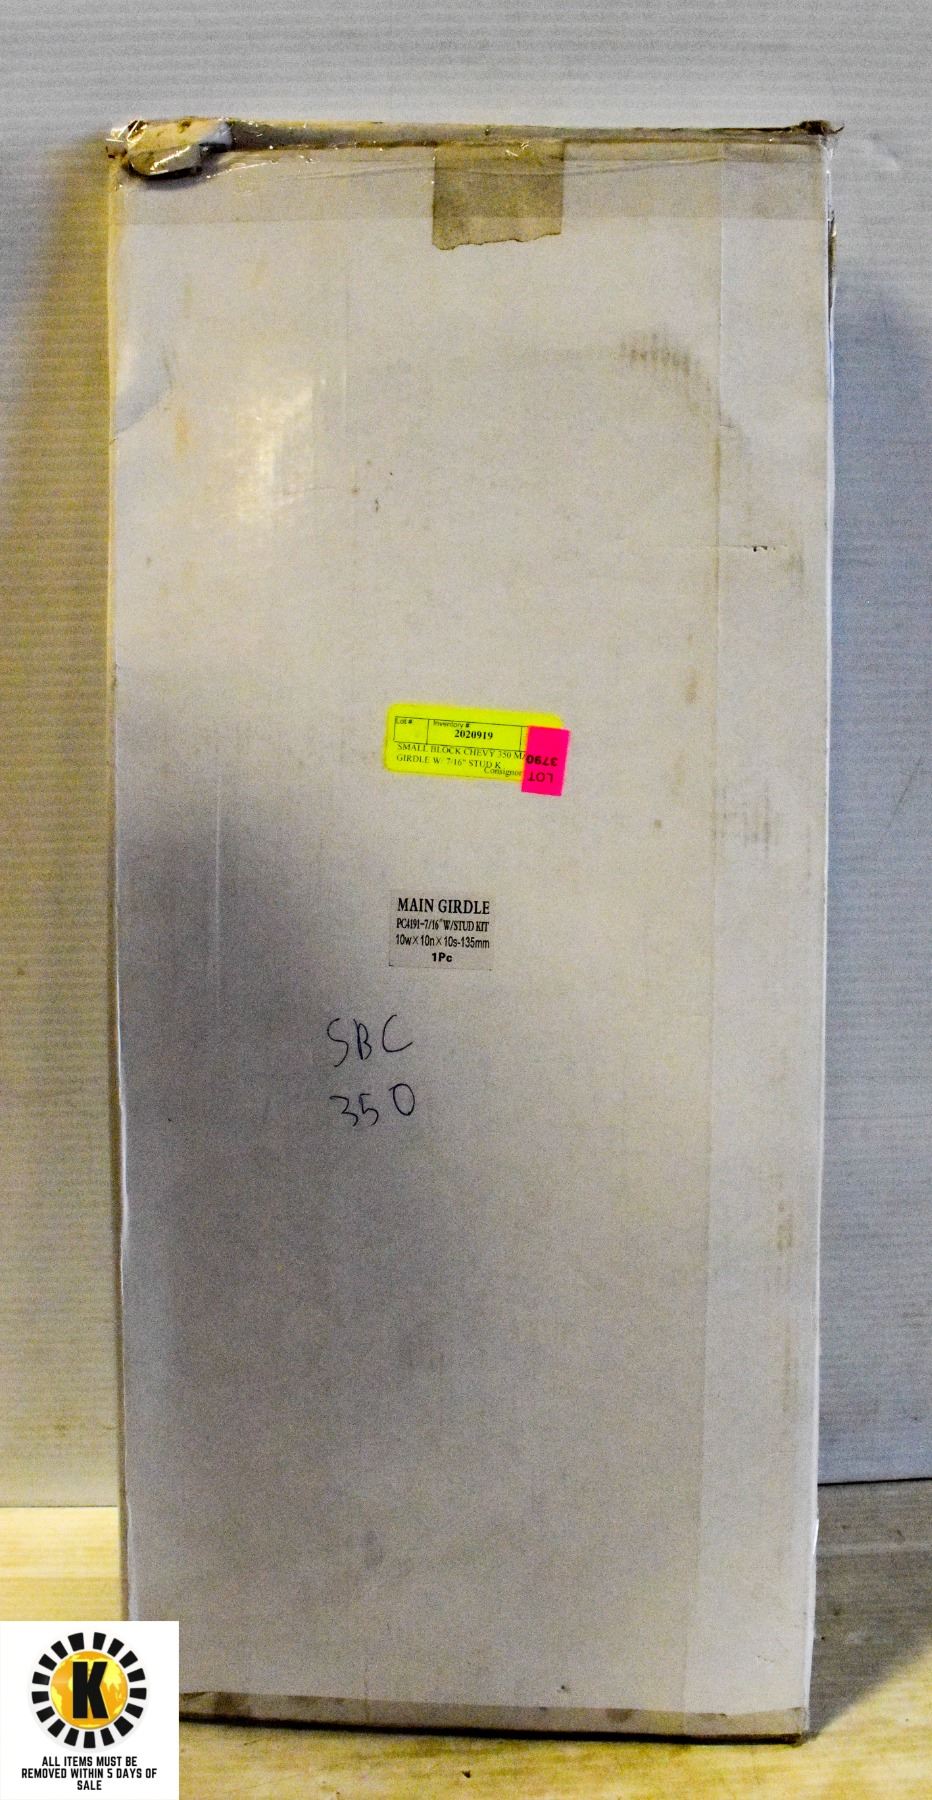 Lot # Inventory #
2020919
SMALL BLOCK CHEVY 350
GIRDLE W/ 7/16" STUD K
Consignor
LOT
3790
MAIN GIRDLE
PC4191-7/16" W/STUD KIT
10w×10n×10s-135mm
1Pc
SBC
350
K
ALL ITEMS MUST BE
REMOVED WITHIN 5 DAYS OF
SALE